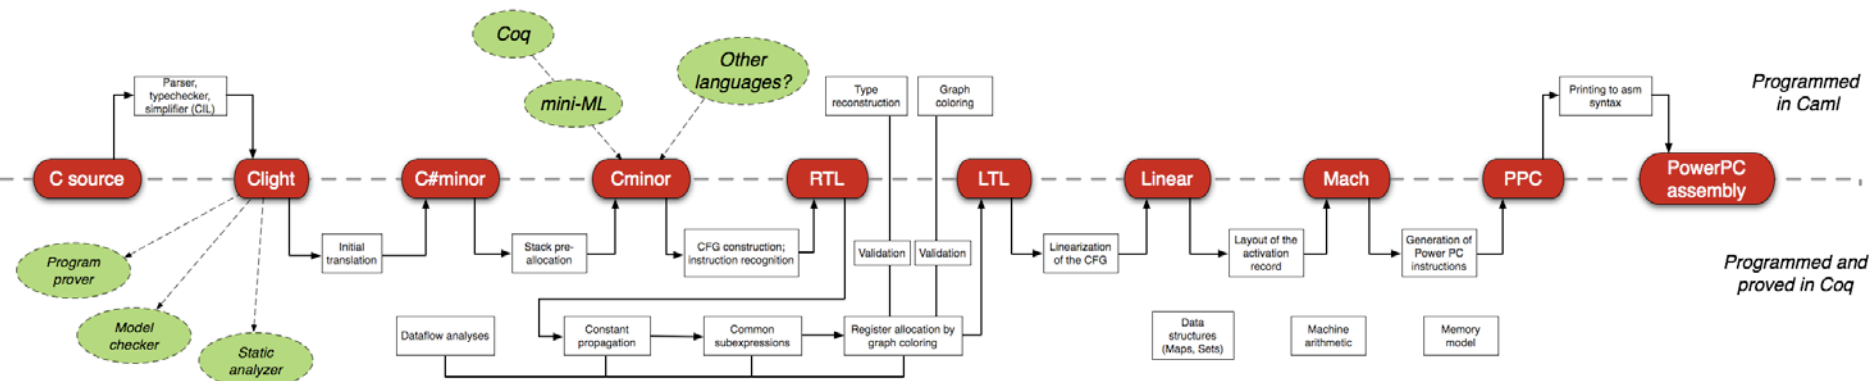 Coq
Other
languages?
mini-ML
Parser,
typechecker,
simplifier (CIL)
Type
reconstruction
Graph
coloring
Printing to asm
syntax
Programmed
in Caml
C source
Clight
C#minor
Cminor
RTL
LTL
Linear
Mach
PPC
PowerPC
assembly
Program
prover
Model
checker
Static
analyzer
Initial
translation
Stack pre-
allocation
CFG construction;
instruction recognition
Validation
Validation
Linearization
of the CFG
Layout of the
activation
record
Generation of
Power PC
instructions
Programmed and
proved in Coq
Dataflow analyses
Constant
propagation
Common
subexpressions
Register allocation by
graph coloring
Data
structures
(Maps, Sets)
Machine
arithmetic
Memory
model